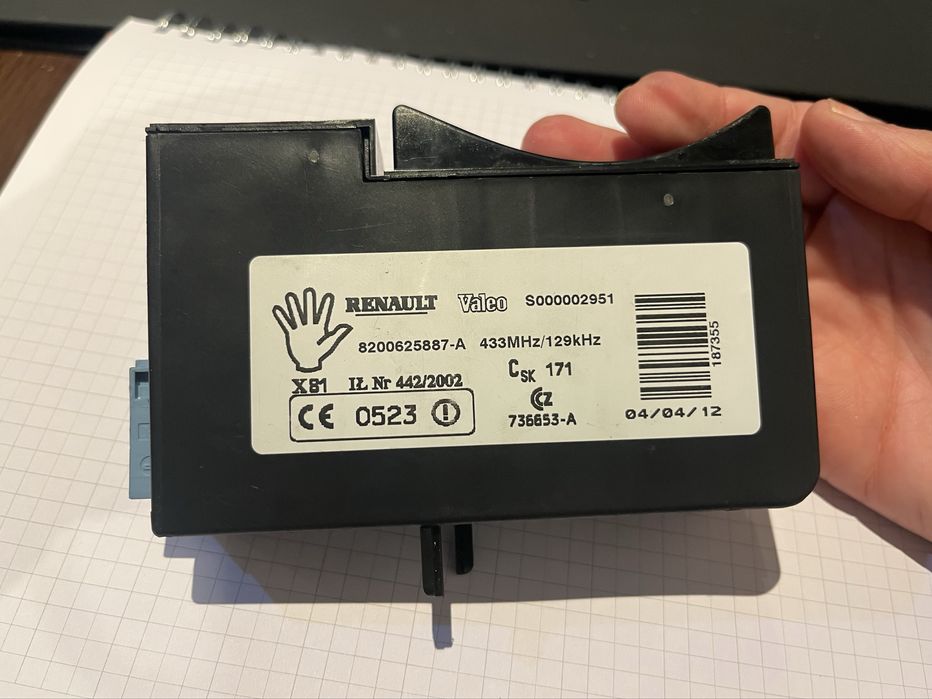 RENAULT Valeo S000002951
8200625887-A 433MHz/129kHz
X81 IŁ Nr 442/2002 CSK 171
CE 0523
CZ
736653-A
187355
04/04/12